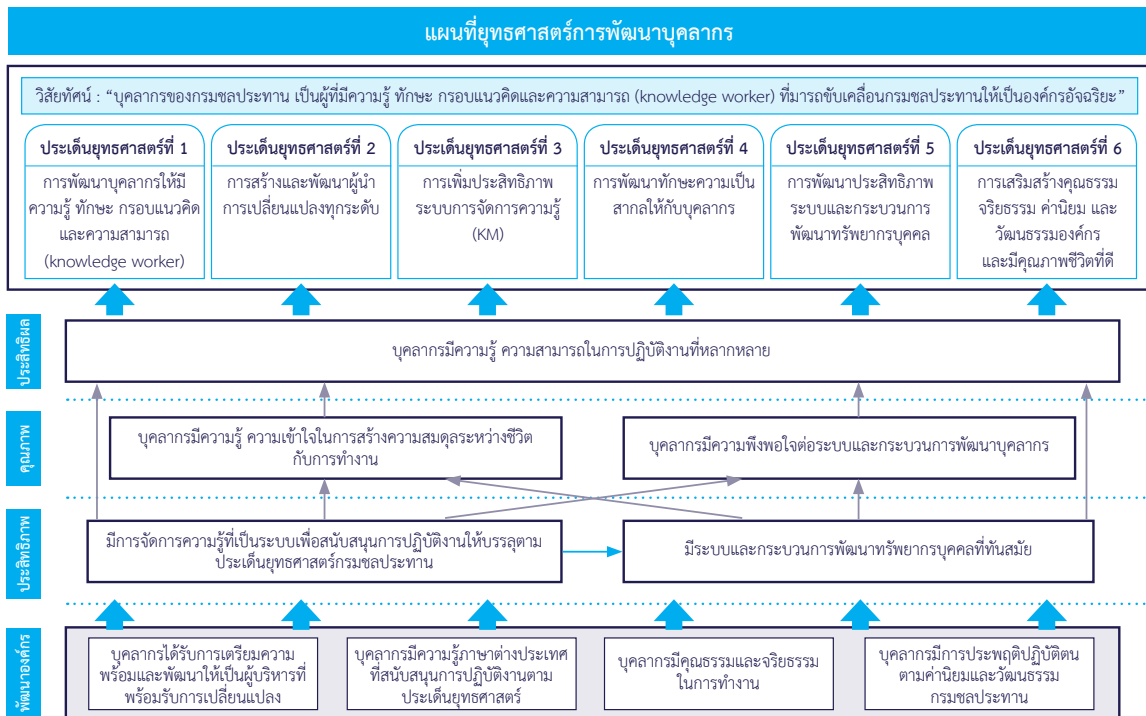 แผนที่ยุทธศาสตร์การพัฒนาบุคลากร
วิสัยทัศน์ : “บุคลากรของกรมชลประทาน เป็นผู้ที่มีความรู้ ทักษะ กรอบแนวคิดและความสามารถ (knowledge worker) ที่มารถขับเคลื่อนกรมชลประทานให้เป็นองค์กรอัจฉริยะ”
ประเด็นยุทธศาสตร์ที่ 1
การพัฒนาบุคลากรให้มี
ความรู้ ทักษะ กรอบแนวคิด
และความสามารถ
(knowledge worker)
ประเด็นยุทธศาสตร์ที่ 2
การสร้างและพัฒนาผู้นำ
การเปลี่ยนแปลงทุกระดับ
ประเด็นยุทธศาสตร์ที่ 3
การเพิ่มประสิทธิภาพ
ระบบการจัดการความรู้
(KM)
ประเด็นยุทธศาสตร์ที่ 4
การพัฒนาทักษะความเป็น
สากลให้กับบุคลากร
ประเด็นยุทธศาสตร์ที่ 5
การพัฒนาประสิทธิภาพ
ระบบและกระบวนการ
พัฒนาทรัพยากรบุคคล
ประเด็นยุทธศาสตร์ที่ 6
การเสริมสร้างคุณธรรม
จริยธรรม ค่านิยม และ
วัฒนธรรมองค์กร
และมีคุณภาพชีวิตที่ดี
ประสิทธิผล
บุคลากรมีความรู้ ความสามารถในการปฏิบัติงานที่หลากหลาย
คุณภาพ
บุคลากรมีความรู้ ความเข้าใจในการสร้างความสมดุลระหว่างชีวิต
กับการทำงาน
บุคลากรมีความพึงพอใจต่อระบบและกระบวนการพัฒนาบุคลากร
ประสิทธิภาพ
มีการจัดการความรู้ที่เป็นระบบเพื่อสนับสนุนการปฏิบัติงานให้บรรลุตาม
ประเด็นยุทธศาสตร์กรมชลประทาน
มีระบบและกระบวนการพัฒนาทรัพยากรบุคคลที่ทันสมัย
พัฒนาองค์กร
บุคลากรได้รับการเตรียมความ
พร้อมและพัฒนาให้เป็นผู้บริหารที่
พร้อมรับการเปลี่ยนแปลง
บุคลากรมีความรู้ภาษาต่างประเทศ
ที่สนับสนุนการปฏิบัติงานตาม
ประเด็นยุทธศาสตร์
บุคลากรมีคุณธรรมและจริยธรรม
ในการทำงาน
บุคลากรมีการประพฤติปฏิบัติตน
ตามค่านิยมและวัฒนธรรม
กรมชลประทาน